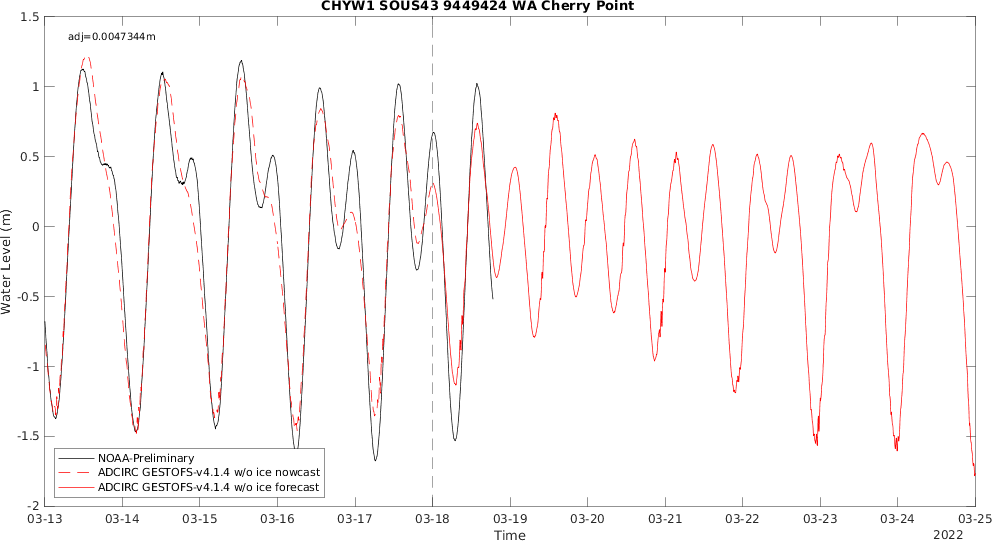 CHYW1 SOUS43 9449424 WA Cherry Point
adj=0.0047344m
1.5
1
0.5
0
-0.5
-1
-1.5
-2
Water Level (m)
NOAA-Preliminary
ADCIRC GESTOFS-v4.1.4 w/o ice nowcast
ADCIRC GESTOFS-v4.1.4 w/o ice forecast
03-13 03-14 03-15 03-16 03-17 03-18 03-19 03-20 03-21 03-22 03-23 03-24 03-25
Time
2022